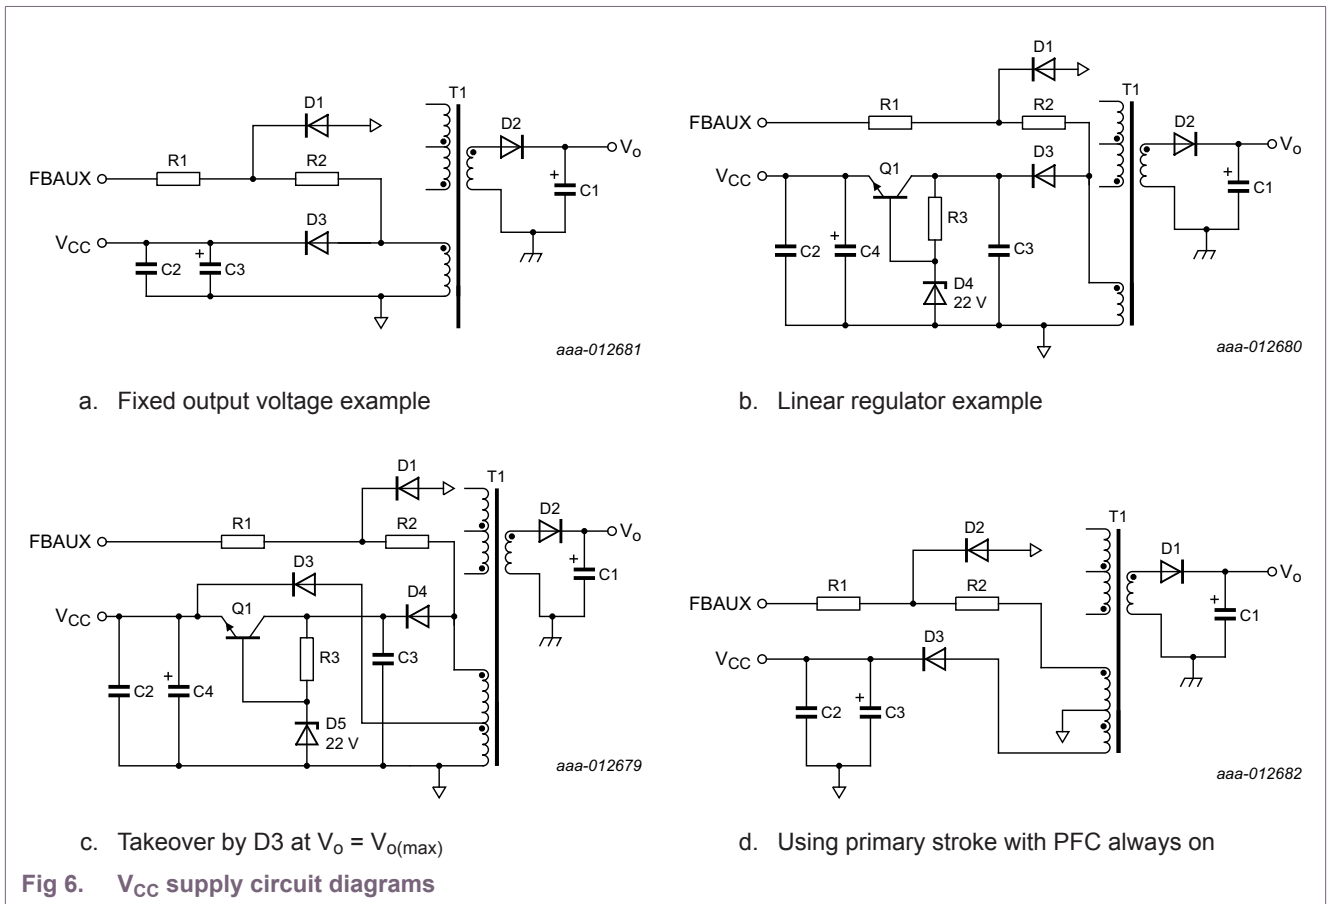 T1
D1
D2
R1
R2
FBAUX
Vo
+
C1
D3
VCC
C2
+
C3
aaa-012681
a. Fixed output voltage example
D1
T1
R1
R2
FBAUX
D2
Vo
D3
Q1
VCC
+
C1
R3
+
C2
C4
C3
D4
22 V
aaa-012680
b. Linear regulator example
D1
T1
R1
R2
D2
FBAUX
Vo
D3
+
C1
Q1
D4
VCC
R3
C3
+
C2
C4
D5
22 V
aaa-012679
c. Takeover by D3 at Vo = Vo(max)
T1
D2
D1
R1
R2
Vo
FBAUX
+
C1
D3
VCC
+
C2
C3
aaa-012682
d. Using primary stroke with PFC always on
Fig 6. VCC supply circuit diagrams